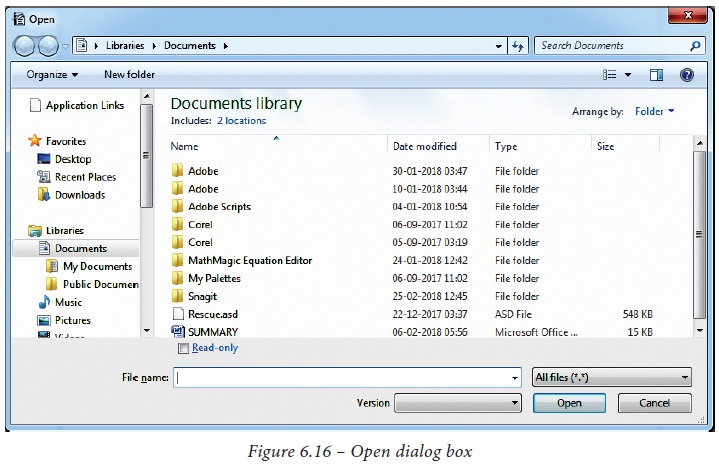 Open
Libraries Documents
Search Documents
Organize New folder
Application Links
Favorites
Desktop
Recent Places
Downloads
Libraries
Documents
My Documents
Public Documen
Music
Pictures
Videos
Documents library
Includes: 2 locations
Arrange by: Folder
Name Date modified Type Size
Adobe 30-01-2018 03:47 File folder
Adobe 10-01-2018 03:44 File folder
Adobe Scripts 04-01-2018 10:54 File folder
Corel 06-09-2017 11:02 File folder
Corel 05-09-2017 03:19 File folder
MathMagic Equation Editor 24-01-2018 12:42 File folder
My Palettes 06-09-2017 11:02 File folder
Snagit 25-02-2018 12:45 File folder
Rescue.asd 22-12-2017 03:37 ASD File 548 KB
SUMMARY 06-02-2018 05:56 Microsoft Office ... 15 KB
Read-only
File name: All files (*.*)
Version Open Cancel
Figure 6.16 – Open dialog box